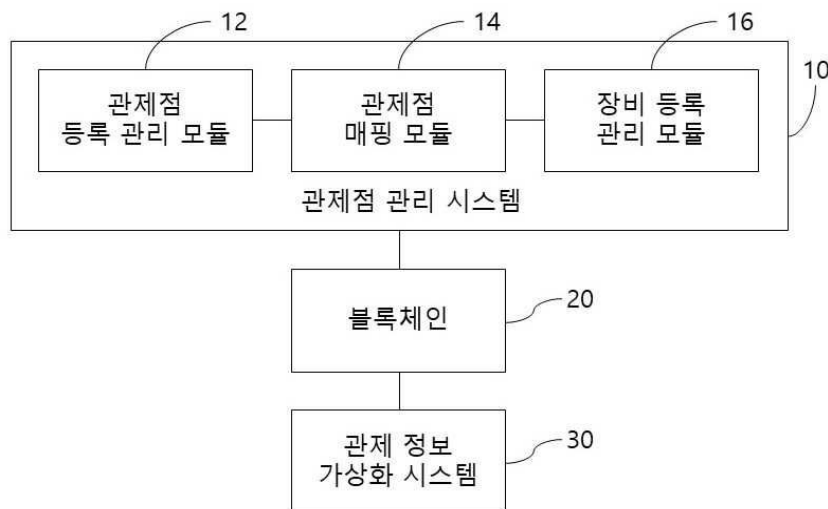 12
14
16
10
관제점
등록 관리 모듈
관제점
매핑 모듈
장비 등록
관리 모듈
관제점 관리 시스템
블록체인
20
관제 정보
가상화 시스템
30